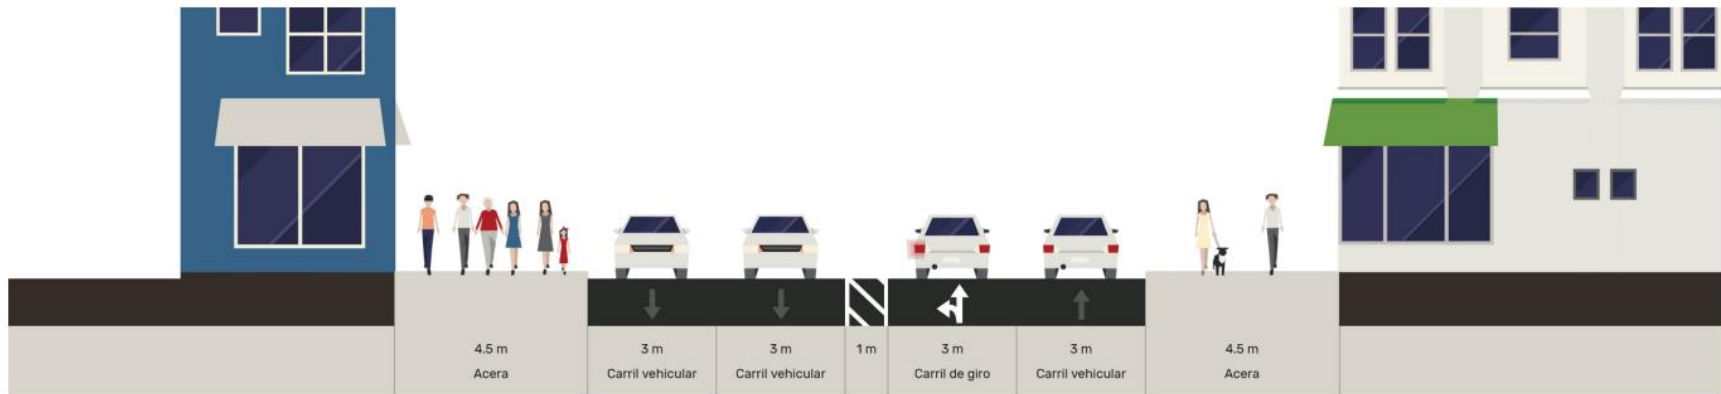 4.5 m
Acera
3 m
Carril vehicular
3 m
Carril vehicular
1 m
3 m
Carril de giro
3 m
Carril vehicular
4.5 m
Acera